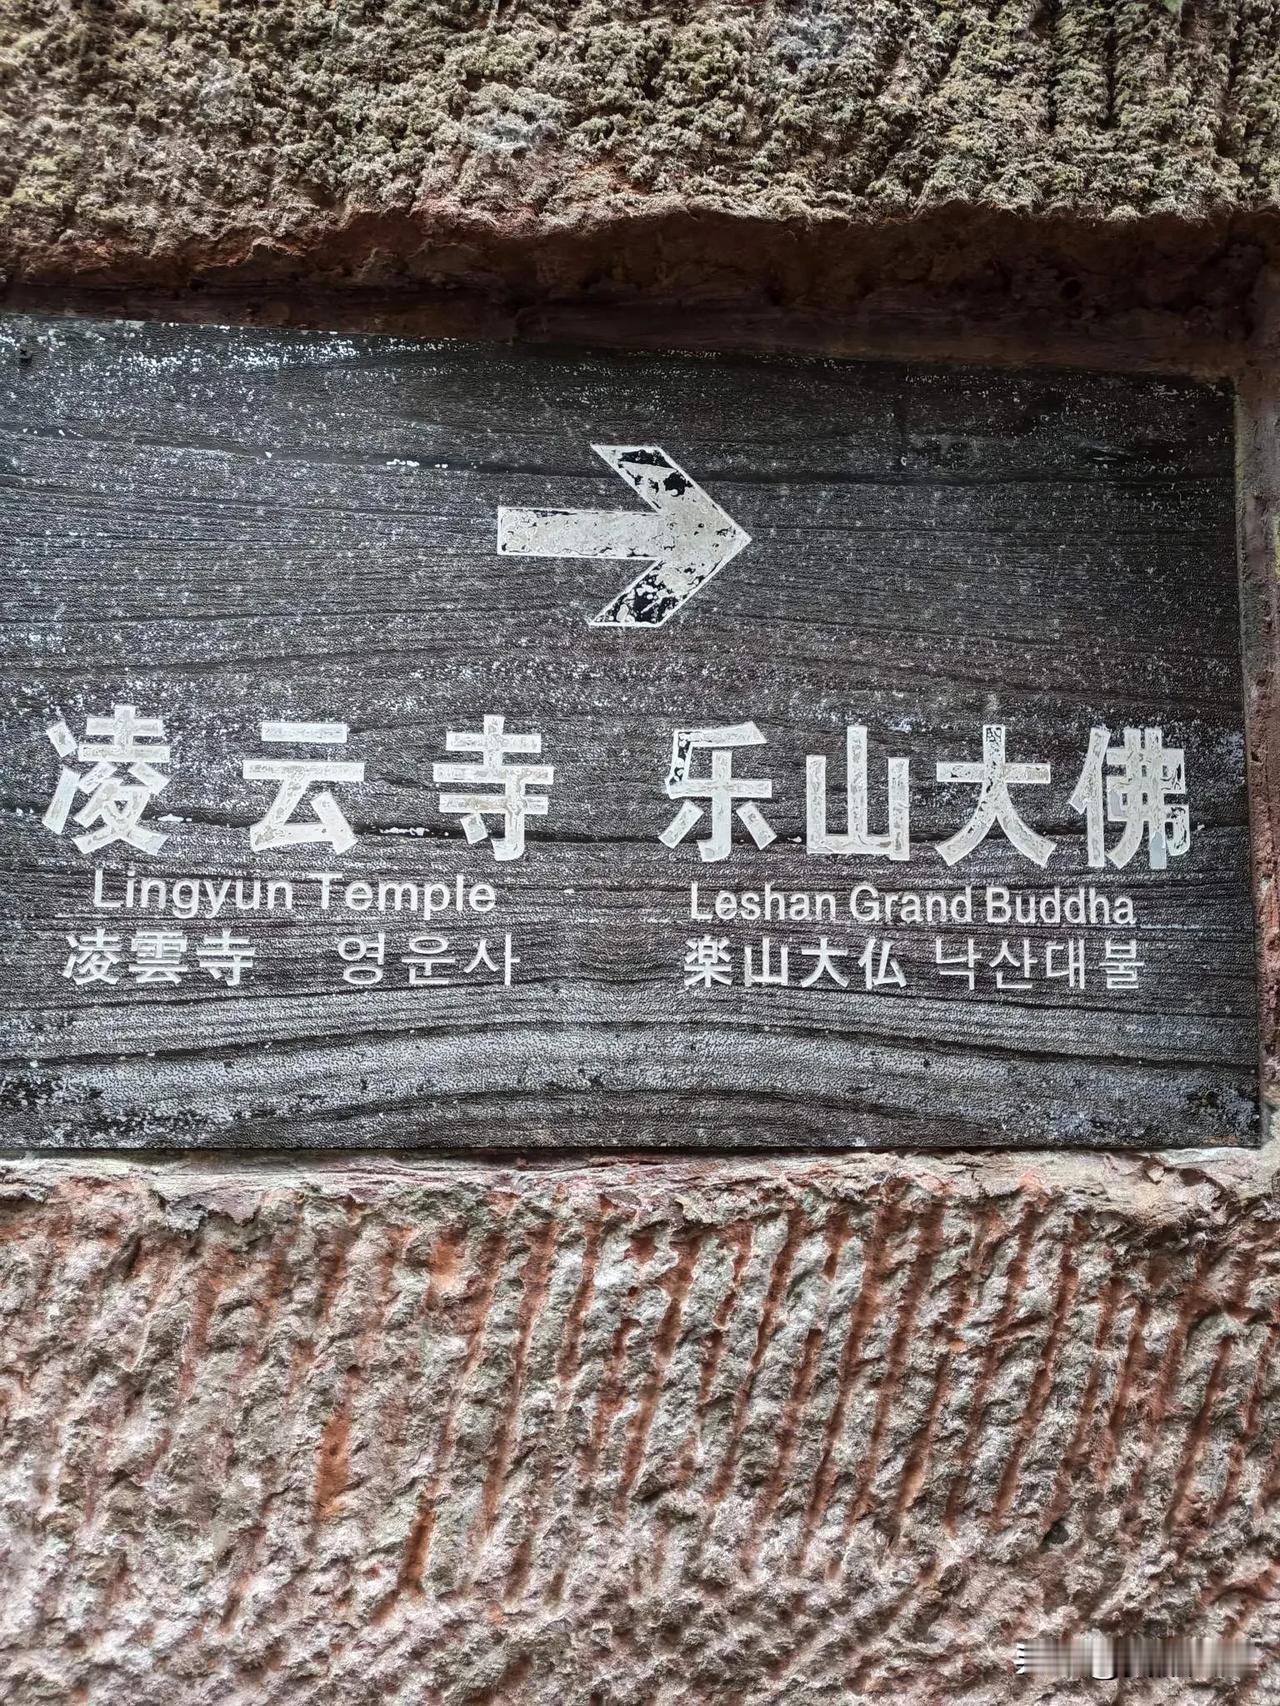 凌云寺 乐山大佛
Lingyun Temple Leshan Grand Buddha
凌雲寺 영운사 楽山大仏 낙산대불